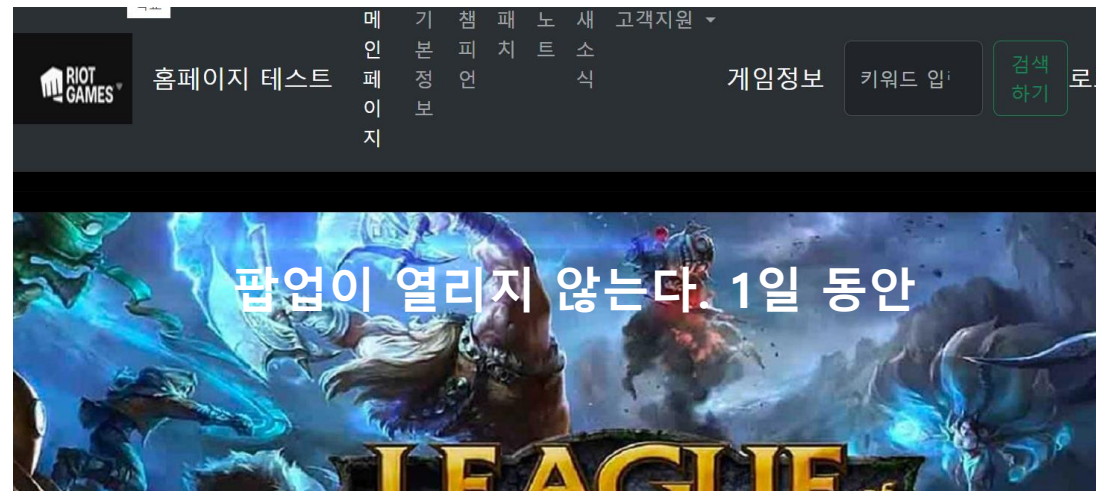 RIOT
GAMES
홈페이지 테스트
메인페이지
기본정보
챔피언
패치
노트
새소식
고객지원
게임정보
키워드 입
검색
하기
로
팝업이 열리지 않는다. 1일 동안
LEAGUE